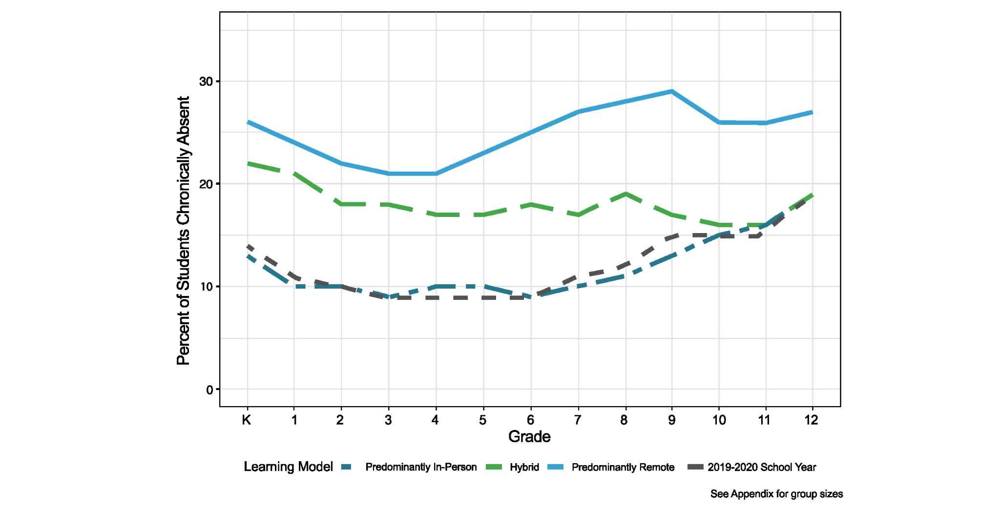 Percent of Students Chronically Absent
30
20
10
0
K 1 2 3 4 5 6 7 8 9 10 11 12
Grade
Learning Model Predominantly In-Person Hybrid Predominantly Remote 2019-2020 School Year
See Appendix for group sizes